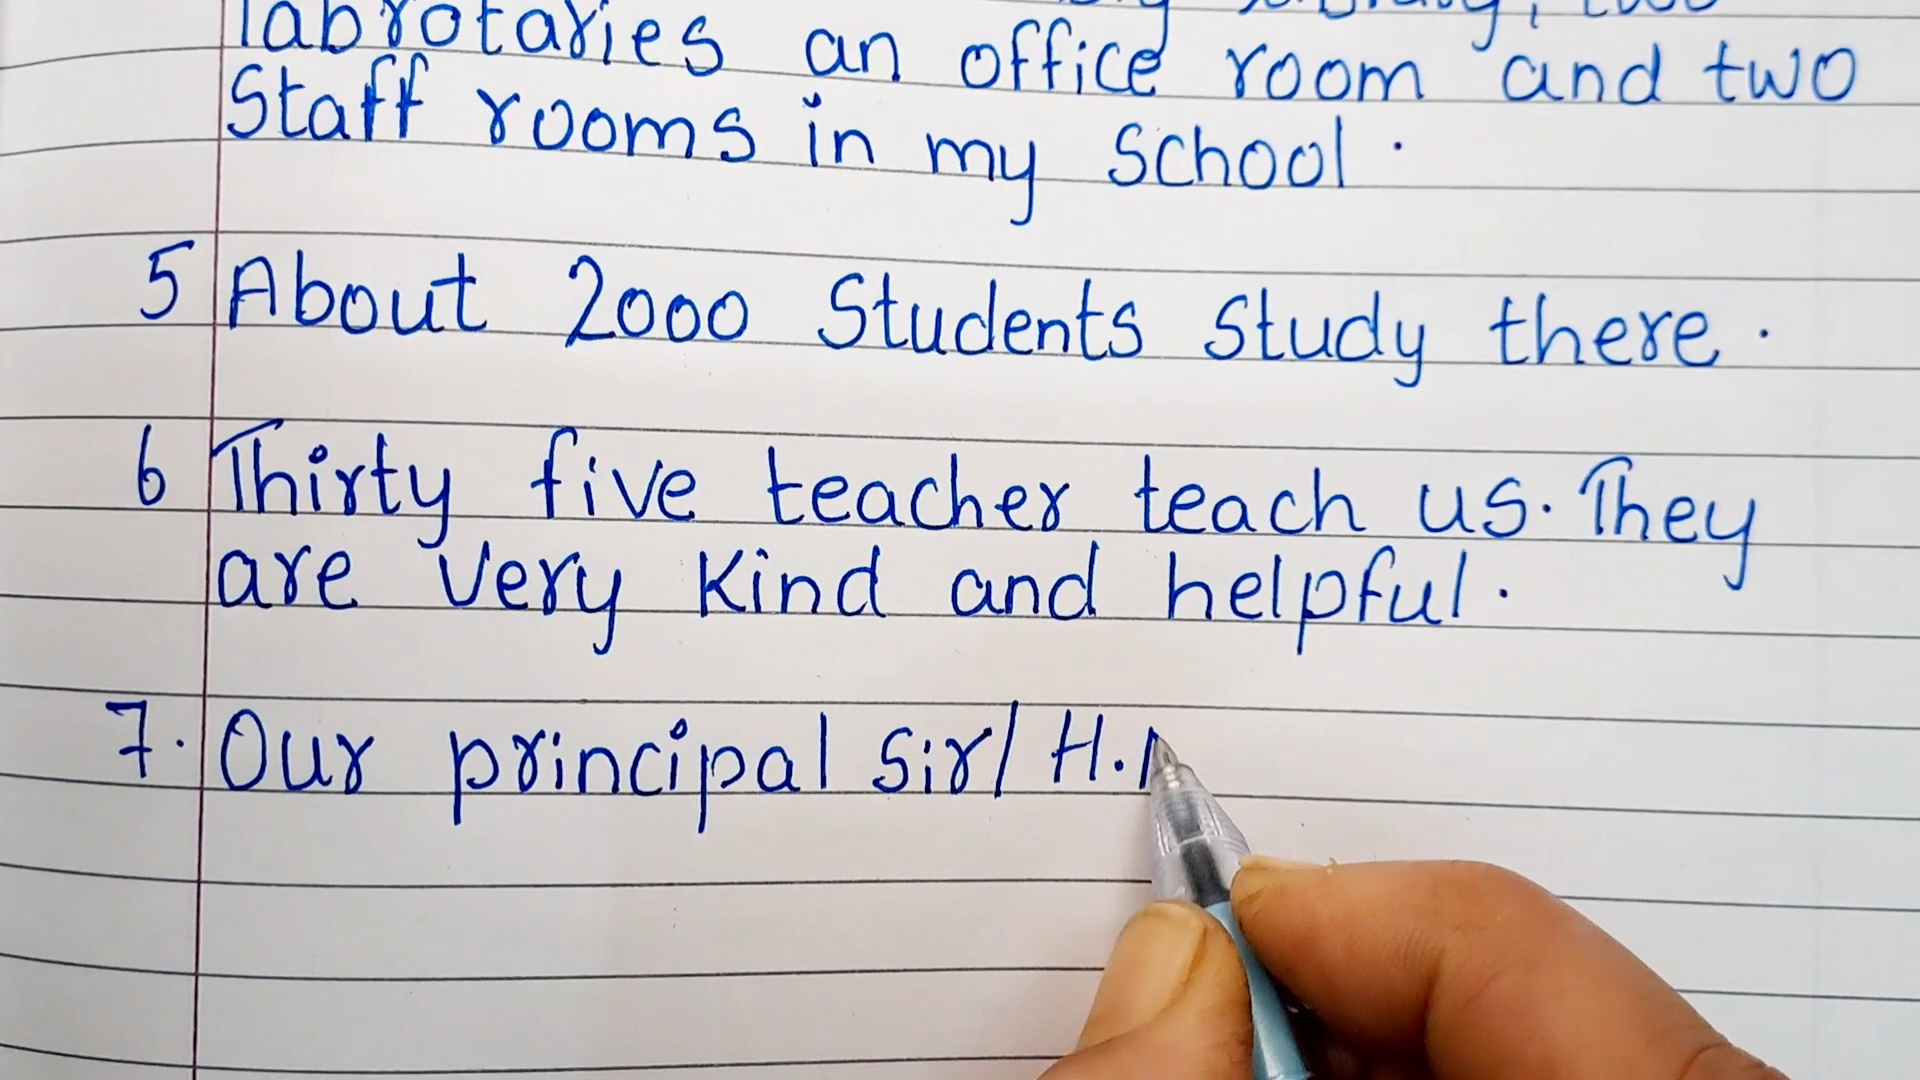 labrotaries an office room and two
Staff rooms in my school.
5 About 2000 Students study there.
6 Thirty five teacher teach us. They
are very kind and helpful.
7. Our principal sir/ H.